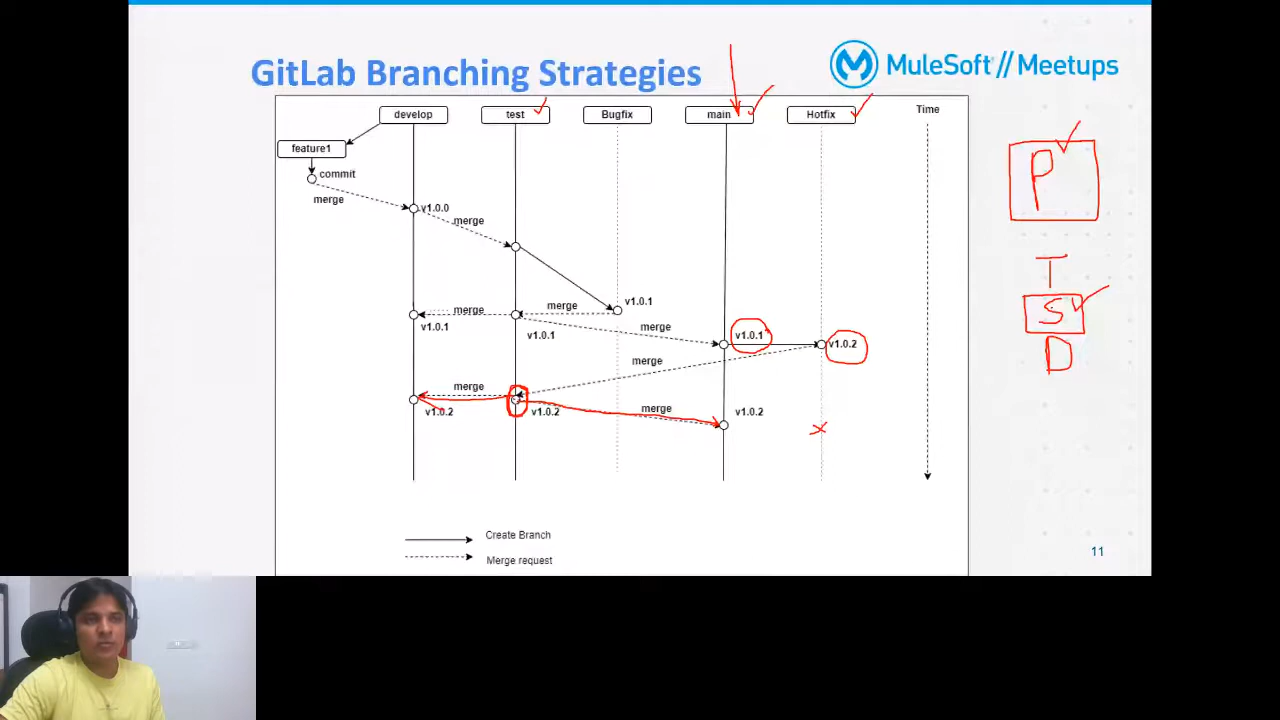 GitLab Branching Strategies
MuleSoft // Meetups
develop
test
Bugfix
main
Hotfix
Time
feature1
commit
merge
v1.0.0
merge
P
T
S
D
v1.0.1
merge
merge
v1.0.1
v1.0.1
merge
v1.0.1
v1.0.2
merge
merge
v1.0.2
v1.0.2
merge
v1.0.2
x
Create Branch
Merge request
11